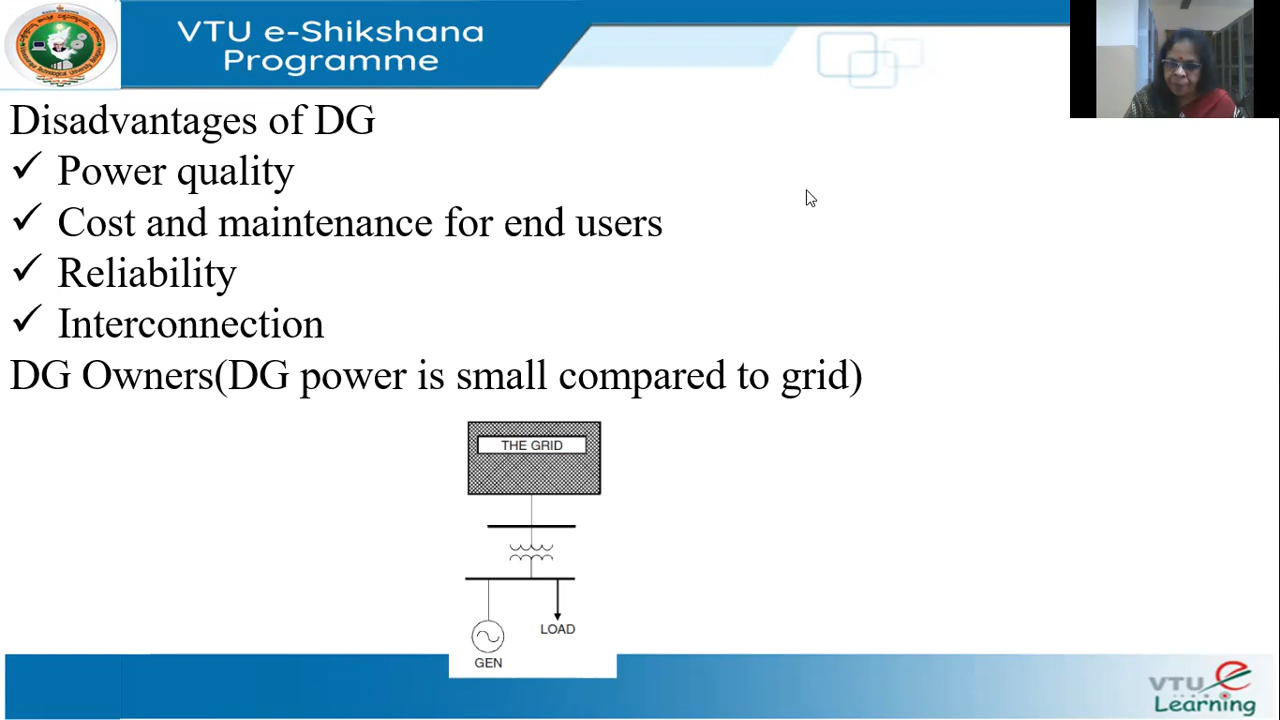 VTU e-Shikshana
Programme
Disadvantages of DG
✓ Power quality
✓ Cost and maintenance for end users
✓ Reliability
✓ Interconnection
DG Owners(DG power is small compared to grid)
THE GRID
LOAD
GEN
VTU e
Learning